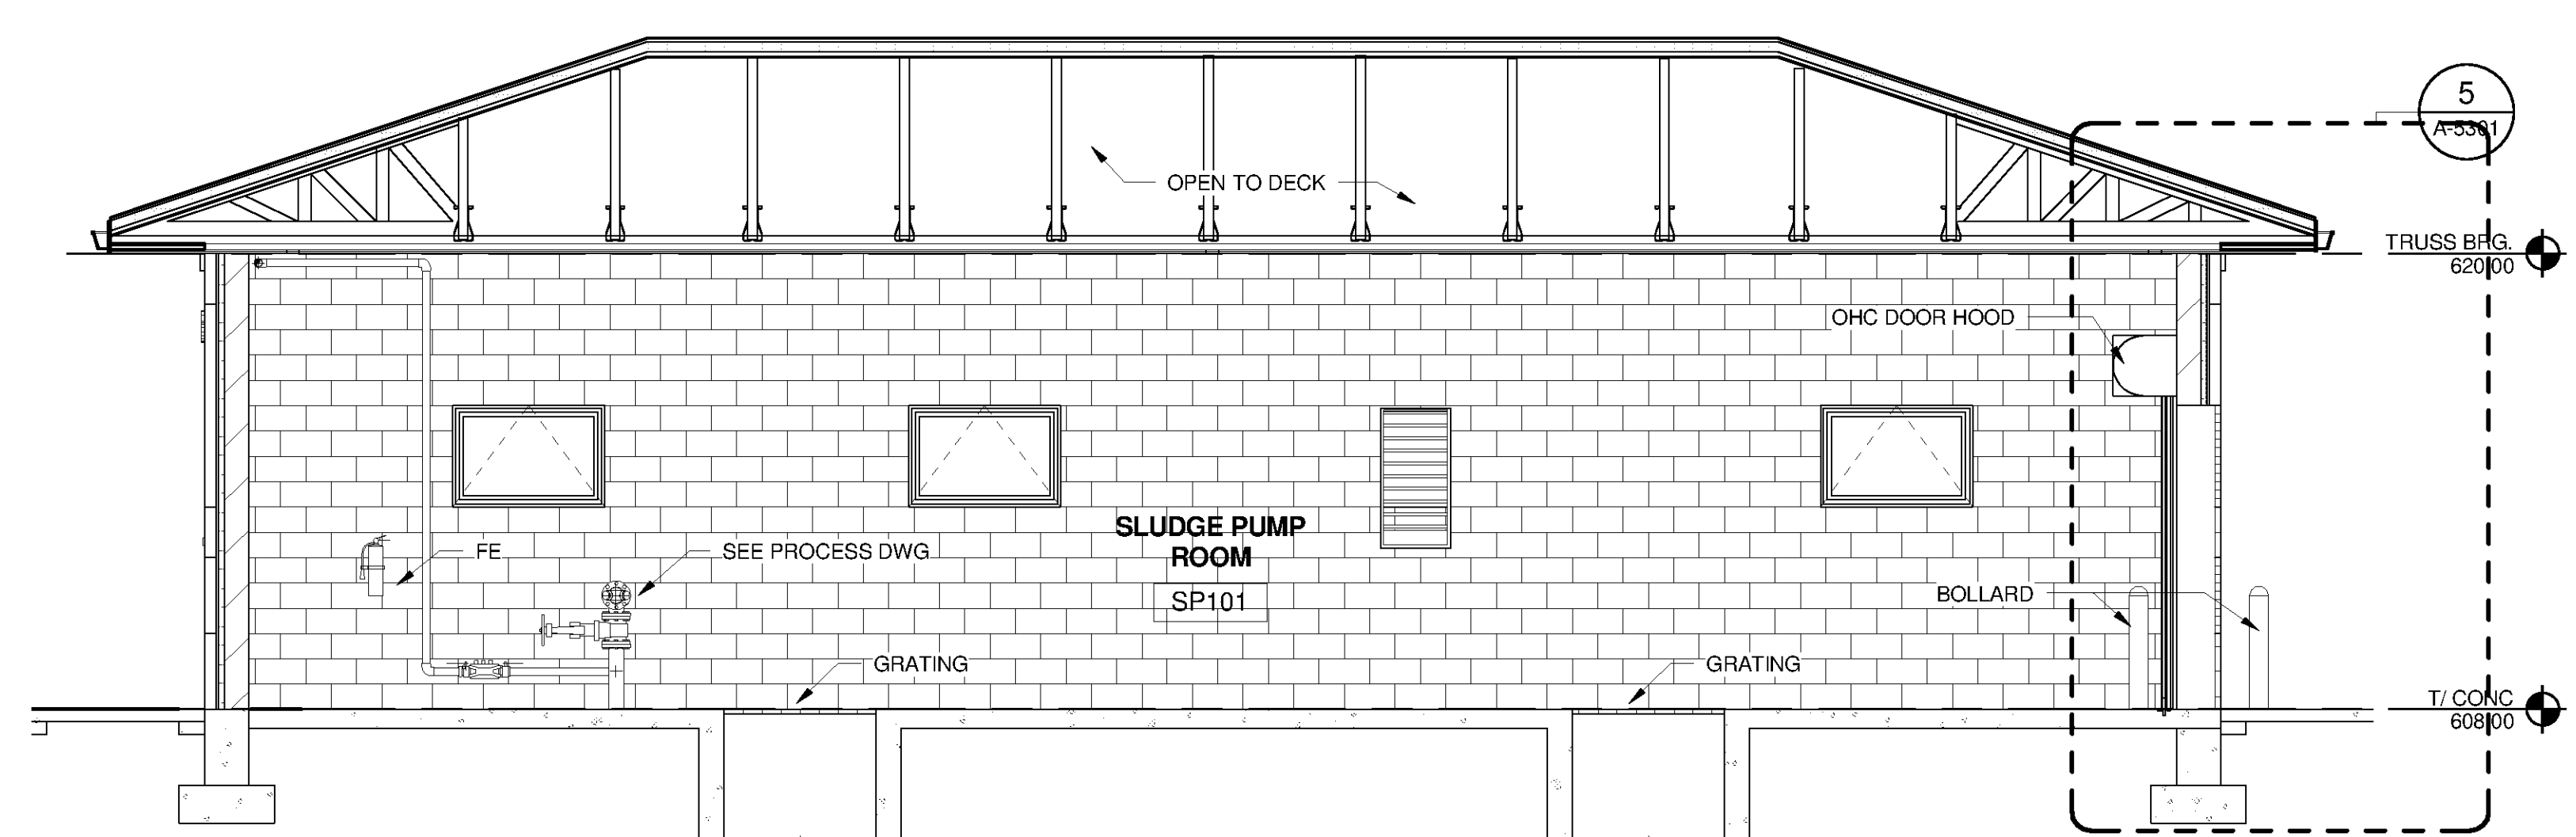 5
A-5301
OPEN TO DECK
TRUSS BRG.
620.00
OHC DOOR HOOD
SLUDGE PUMP
ROOM
FE
SEE PROCESS DWG
SP101
BOLLARD
GRATING
GRATING
T/ CONC
608.00